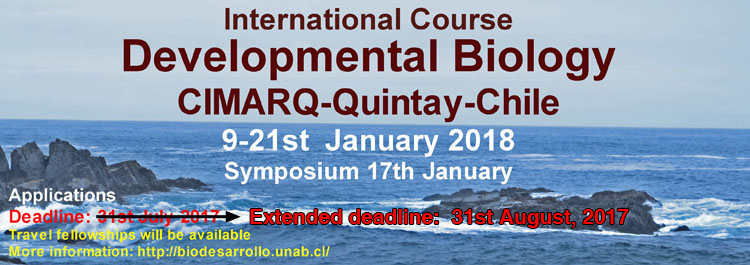 International Course
Developmental Biology
CIMARQ-Quintay-Chile
9-21st January 2018
Symposium 17th January
Applications
Deadline: 31st July 2017 Extended deadline: 31st August, 2017
Travel fellowships will be available
More information: http://biodesarrollo.unab.cl/